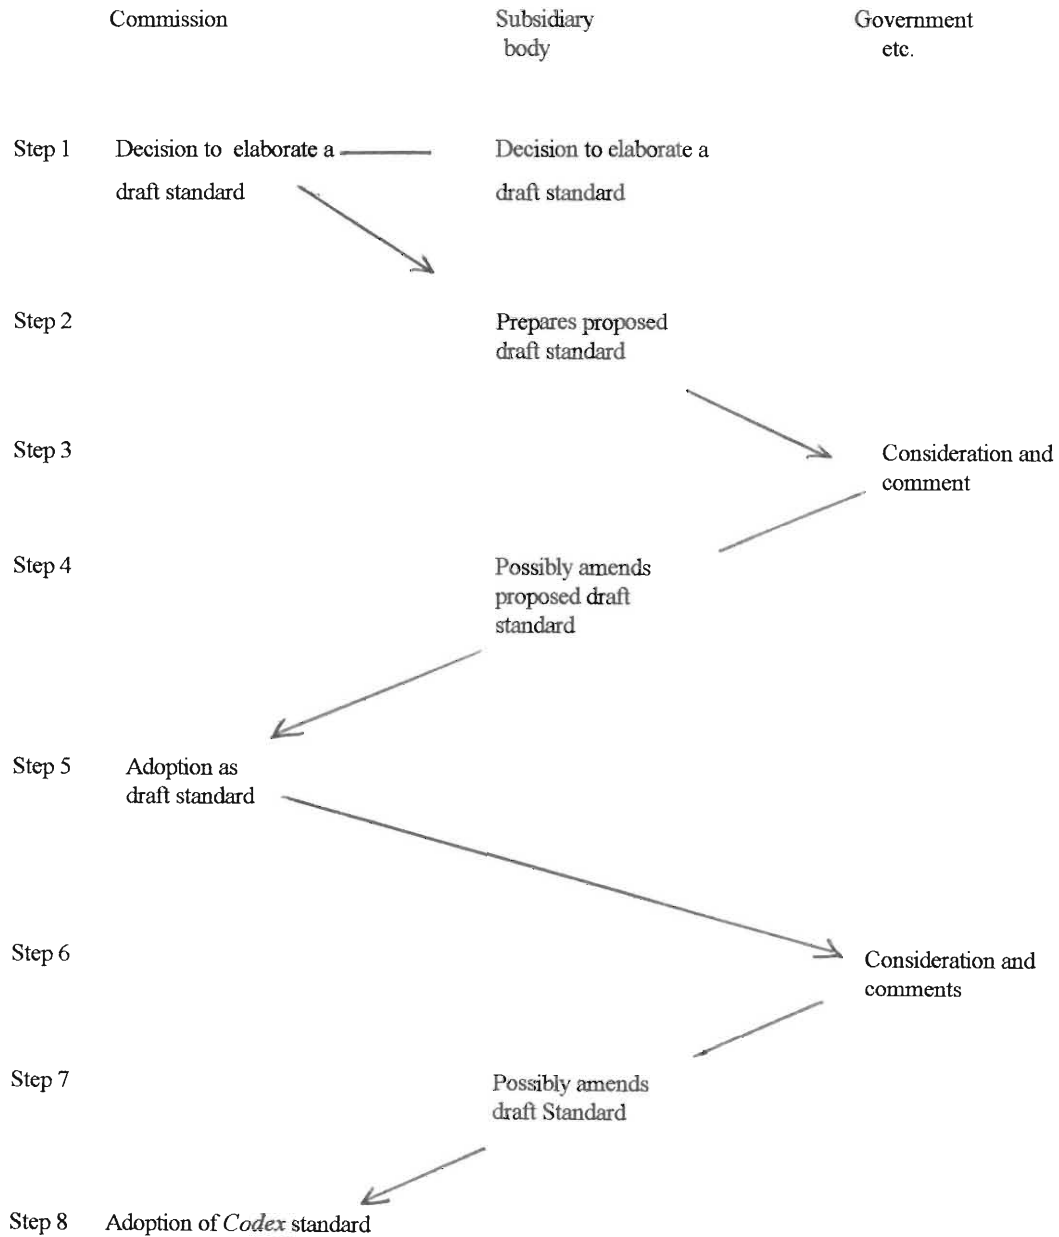 Commission
Subsidiary
body
Government
etc.
Step 1
Decision to elaborate a
draft standard
Decision to elaborate a
draft standard
Step 2
Prepares proposed
draft standard
Step 3
Consideration and
comment
Step 4
Possibly amends
proposed draft
standard
Step 5
Adoption as
draft standard
Step 6
Consideration and
comments
Step 7
Possibly amends
draft Standard
Step 8
Adoption of Codex standard